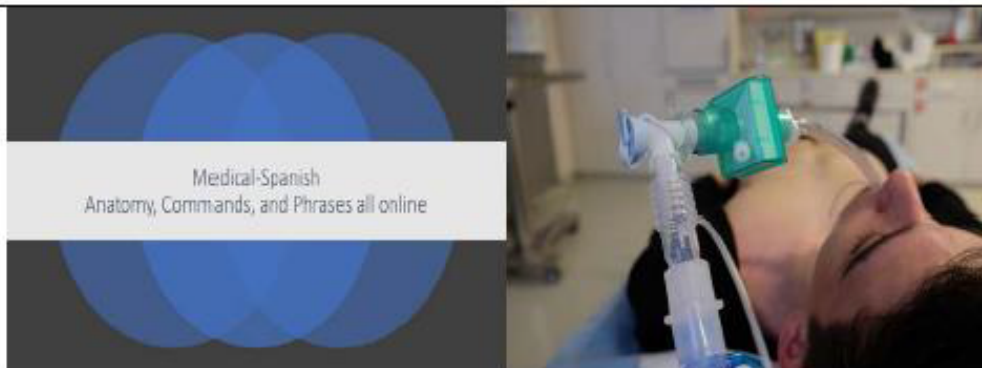 Medical-Spanish
Anatomy, Commands, and Phrases all online